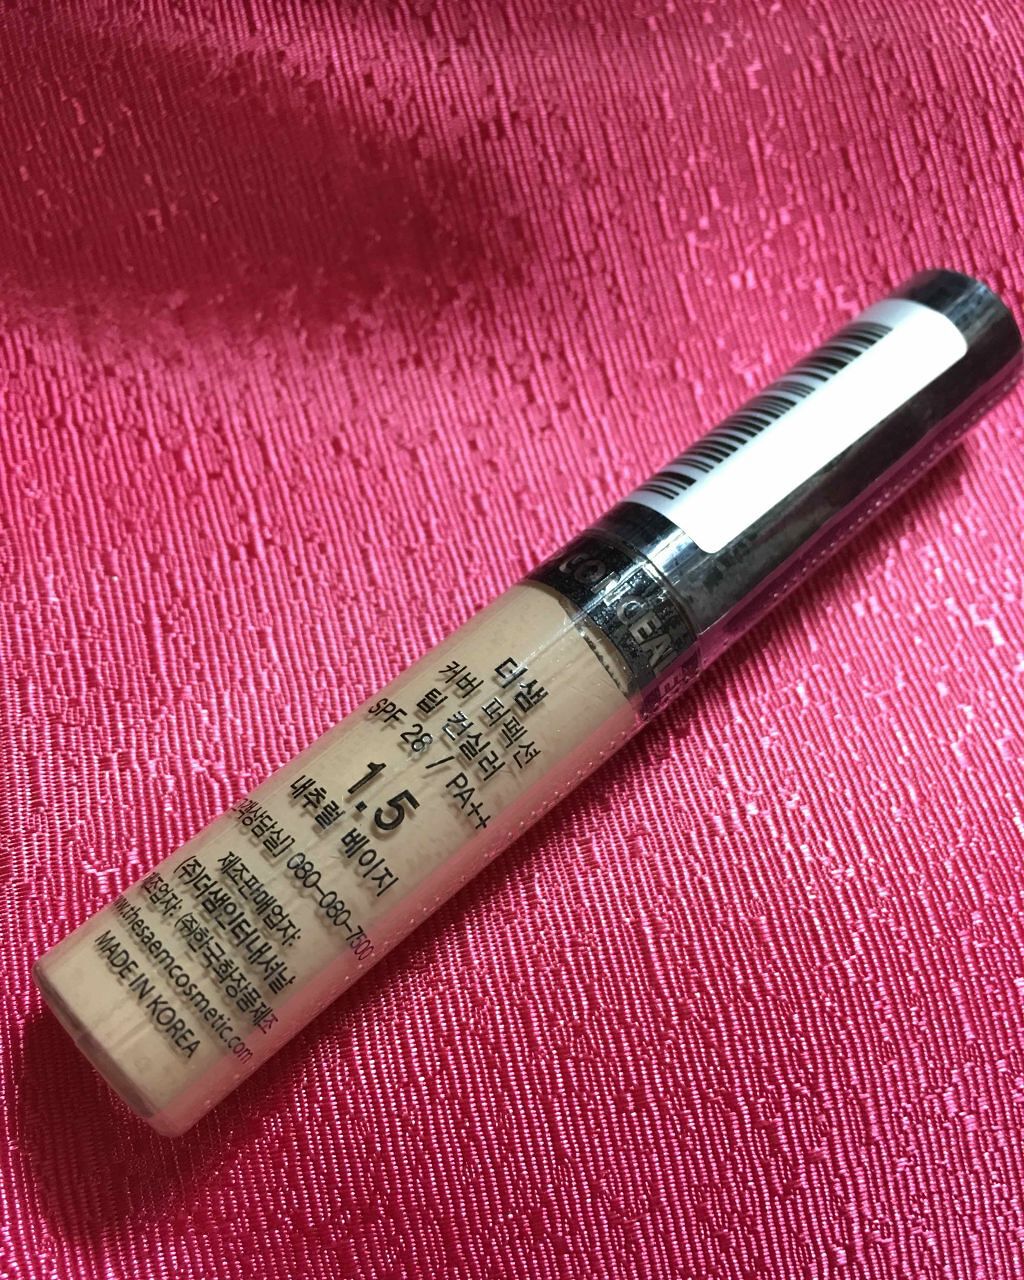 CONCEA
더샘
커버 퍼펙션
팁 컨실러
SPF 28 / PA++
1.5
내추럴 베이지
고객상담실] 080-080-7500
제조판매업자:
(주)더샘인터내셔날
제조업자: ㈜한국화장품제조
www.thesaemcosmetic.com
MADE IN KOREA